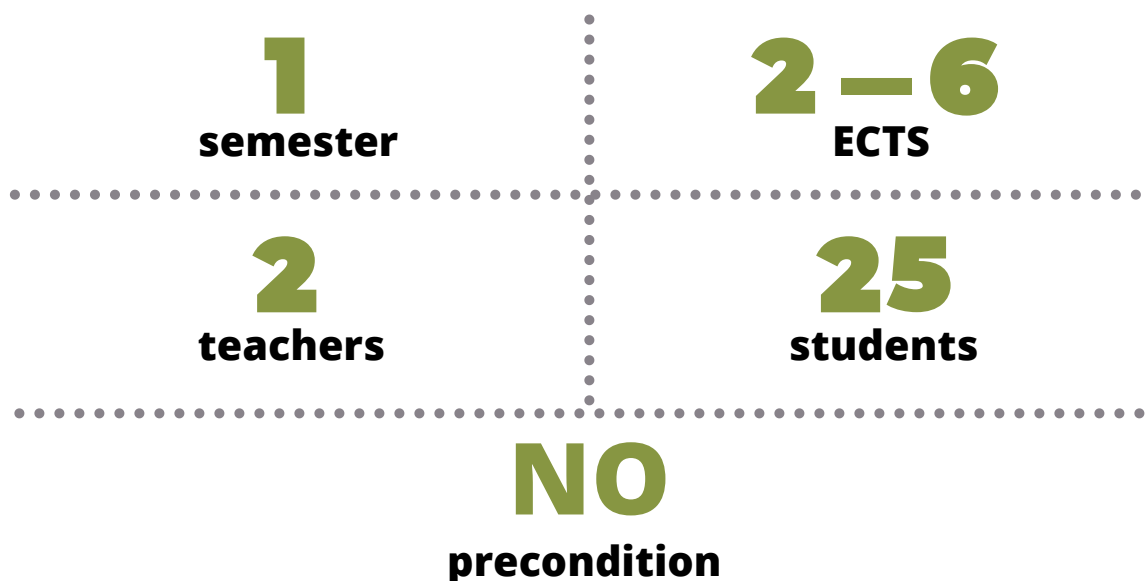 1
semester
2 — 6
ECTS
2
teachers
25
students
NO
precondition